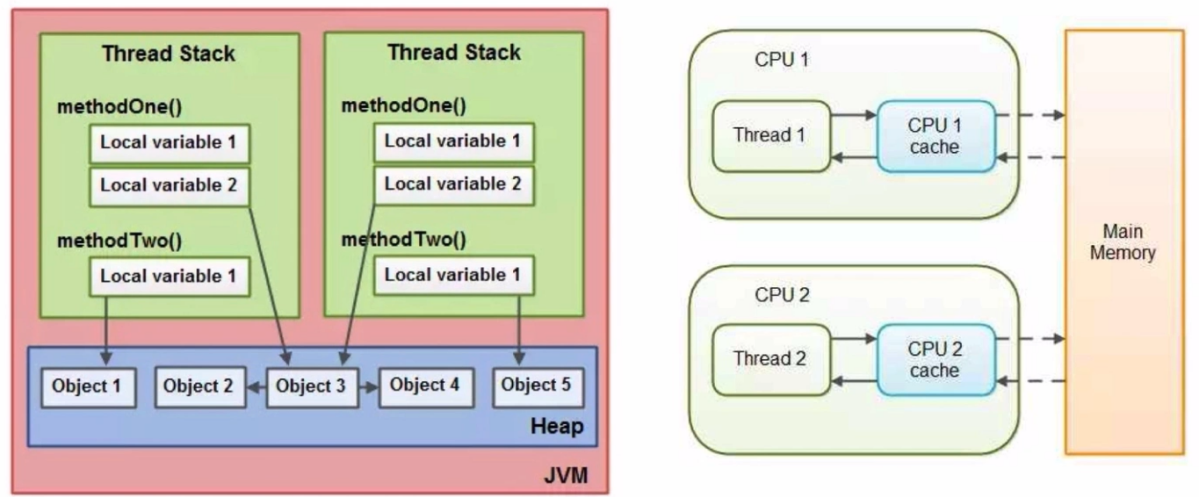 Thread Stack
methodOne()
Local variable 1
Local variable 2
methodTwo()
Local variable 1
Thread Stack
methodOne()
Local variable 1
Local variable 2
methodTwo()
Local variable 1
Object 1
Object 2
Object 3
Object 4
Object 5
Heap
JVM
CPU 1
Thread 1
CPU 1
cache
CPU 2
Thread 2
CPU 2
cache
Main
Memory